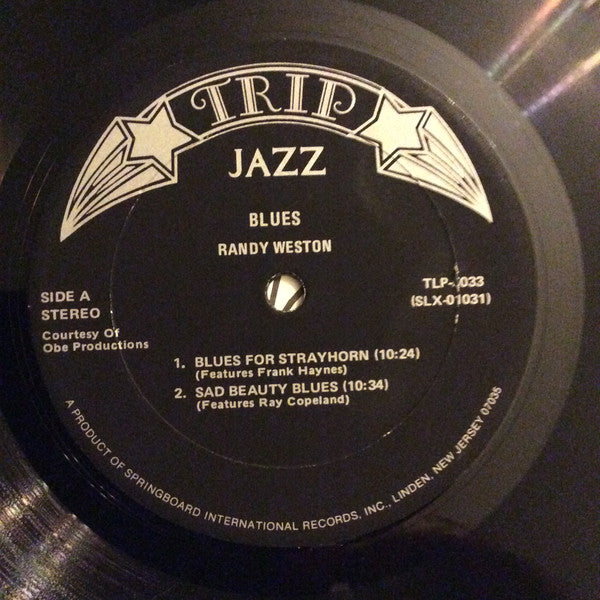 TRIP
JAZZ
BLUES
RANDY WESTON
SIDE A
STEREO
Courtesy Of
Obe Productions
(SLX-01031)
1. BLUES FOR STRAYHORN (10:24)
(Features Frank Haynes)
2. SAD BEAUTY BLUES (10:34)
(Features Ray Copeland)
A PRODUCT OF SPRINGBOARD INTERNATIONAL RECORDS, INC., LINDEN, NEW JERSEY 07036